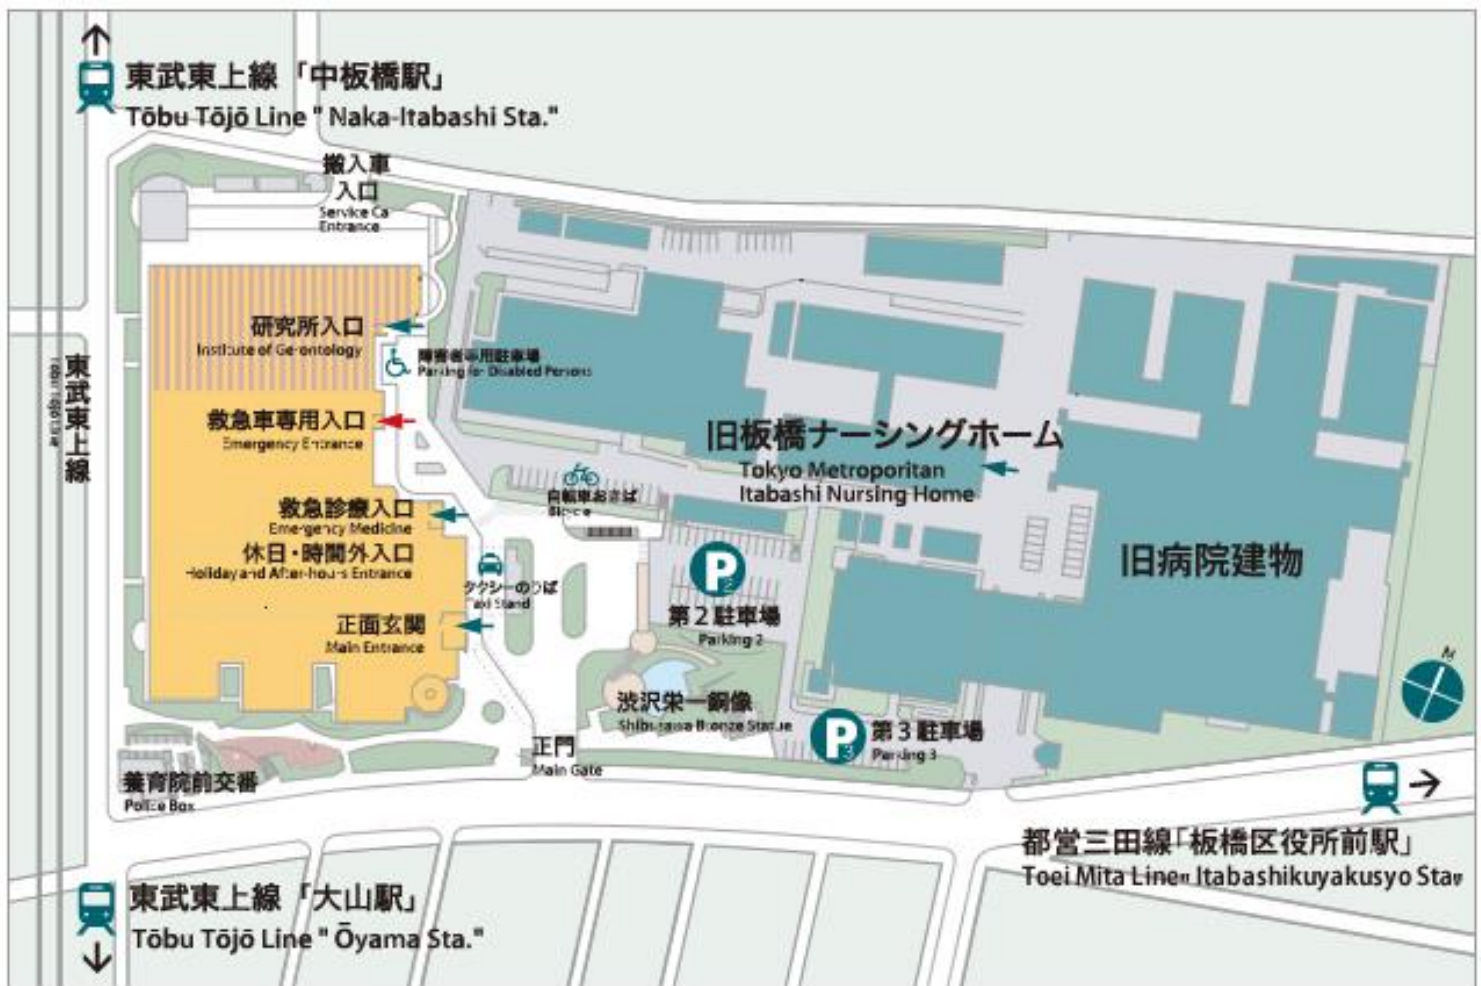 東武東上線「中板橋駅」
Tōbu Tōjō Line " Naka-Itabashi Sta."
搬入車
入口
Service Ca
Entrance
研究所入口
Institute of Gerontology
障害者専用駐車場
Parking for Disabled Persons
東武東上線
Tōbu Tōjō Line
救急車専用入口
Emergency Entrance
旧板橋ナーシングホーム
Tokyo Metroporitan
Itabashi Nursing Home
自転車おきば
Bicycle
救急診療入口
Emergency Medicine
休日・時間外入口
Holiday and After-hours Entrance
タクシーのりば
Taxi Stand
旧病院建物
P2
第2駐車場
Parking 2
正面玄関
Main Entrance
N
渋沢栄一銅像
Shibusawa Bronze Statue
P3
第3駐車場
Parking 3
正門
Main Gate
養育院前交番
Police Box
都営三田線「板橋区役所前駅」
Toei Mita Line" Itabashikuyakusyo Sta"
東武東上線「大山駅」
Tōbu Tōjō Line " Ōyama Sta."